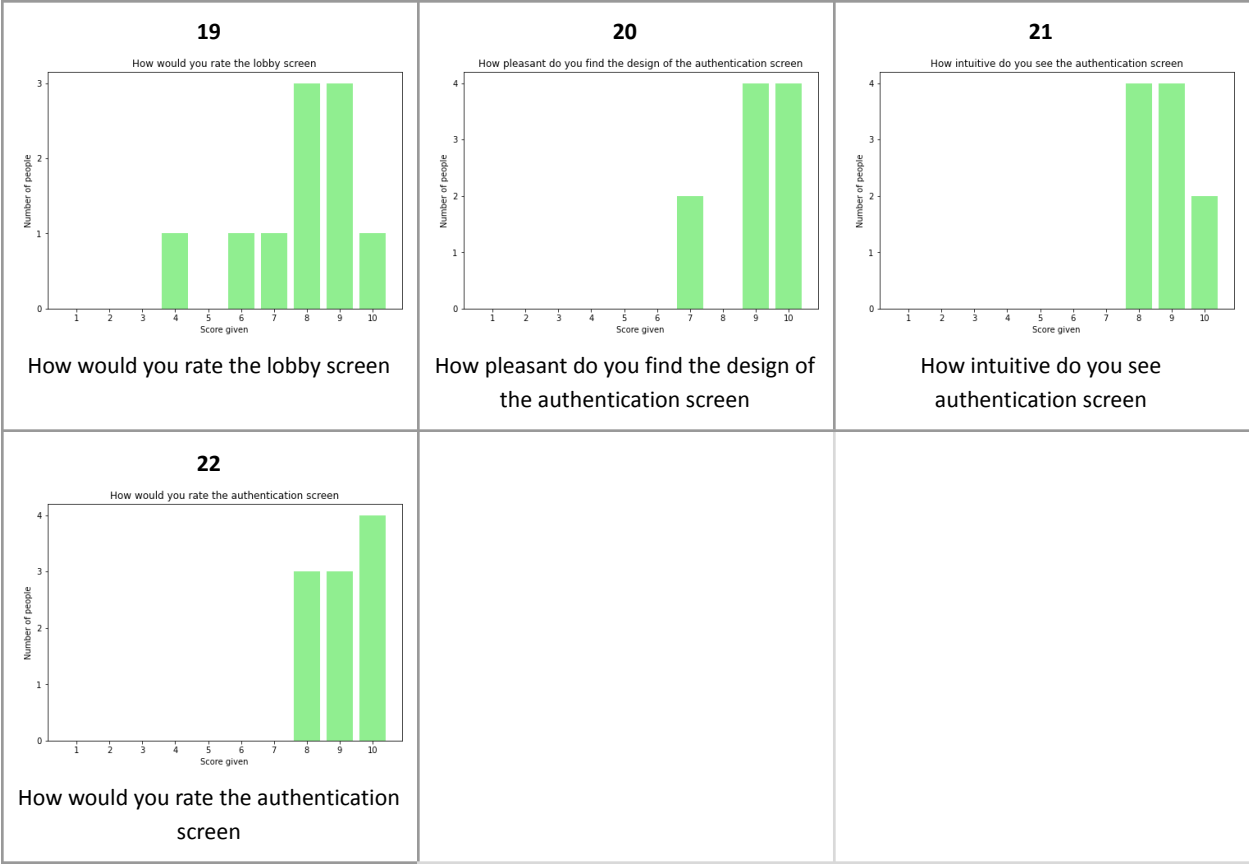 19
How would you rate the lobby screen
Number of people
3
2
1
0
1 2 3 4 5 6 7 8 9 10
Score given
How would you rate the lobby screen
20
How pleasant do you find the design of the authentication screen
Number of people
4
3
2
1
0
1 2 3 4 5 6 7 8 9 10
Score given
How pleasant do you find the design of
the authentication screen
21
How intuitive do you see the authentication screen
Number of people
4
3
2
1
0
1 2 3 4 5 6 7 8 9 10
Score given
How intuitive do you see
authentication screen
22
How would you rate the authentication screen
Number of people
4
3
2
1
0
1 2 3 4 5 6 7 8 9 10
Score given
How would you rate the authentication
screen